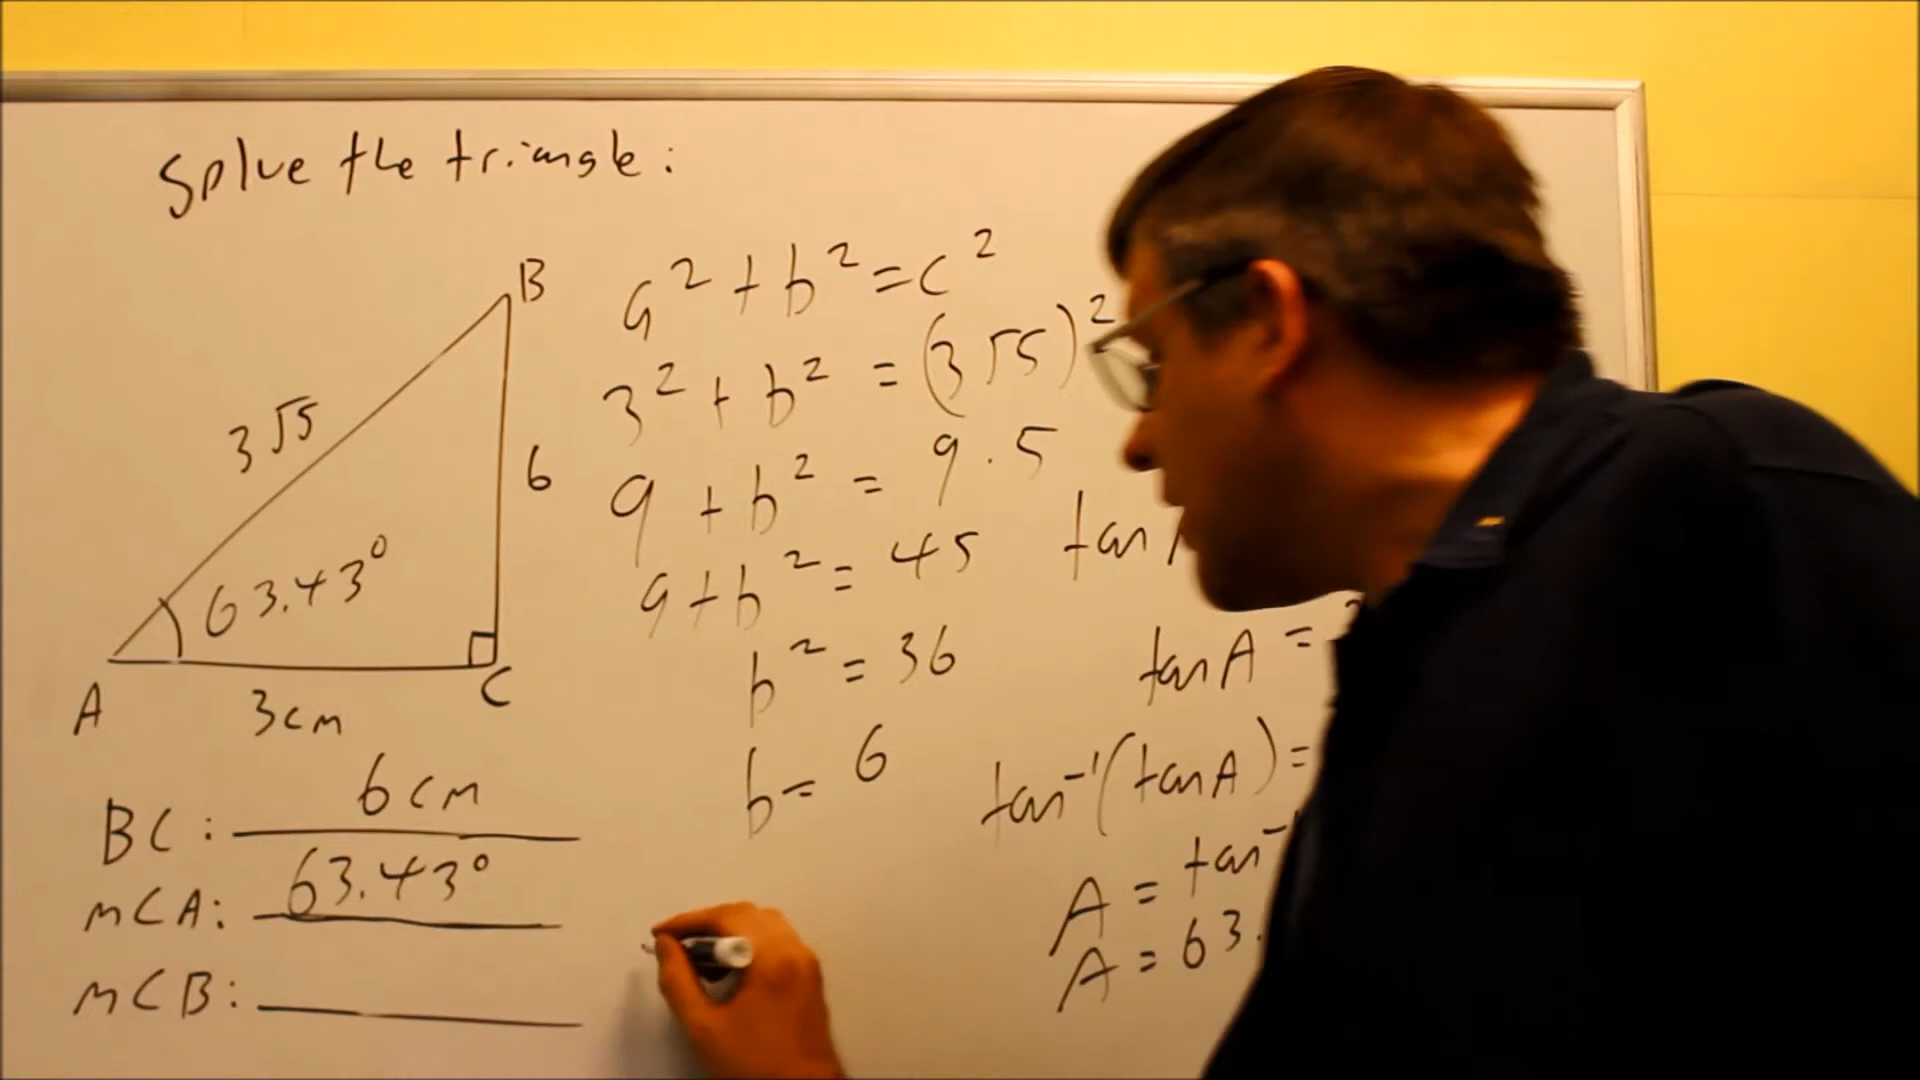 Solve the triangle:
B
3√5
6
63.43°
A
3cm
C
a² + b² = c²
3² + b² = (3√5)²
9 + b² = 9.5
9 + b² = 45
b² = 36
b = 6
tan
tan A =
tan⁻¹(tan A) =
A = tan⁻
A = 63.
BC: 6cm
m∠A: 63.43°
m∠B: